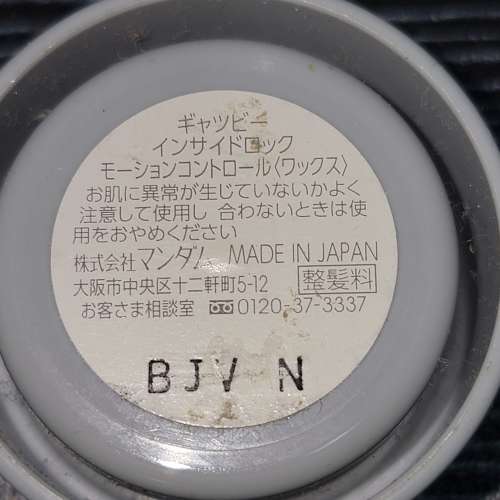 ギャツビー
インサイドロック
モーションコントロール〈ワックス〉
お肌に異常が生じていないかよく
注意して使用し 合わないときは使
用をおやめください
株式会社マンダム MADE IN JAPAN
大阪市中央区十二軒町5-12 整髪料
お客さま相談室 0120-37-3337
BJV N